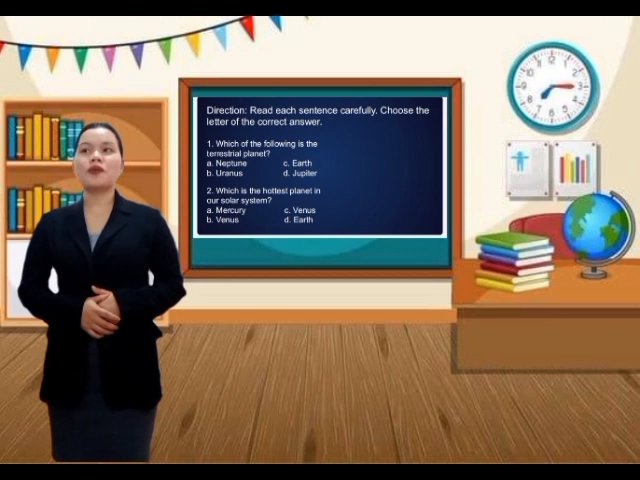 Direction: Read each sentence carefully. Choose the
letter of the correct answer.
1. Which of the following is the
terrestrial planet?
a. Neptune c. Earth
b. Uranus d. Jupiter
2. Which is the hottest planet in
our solar system?
a. Mercury c. Venus
b. Venus d. Earth